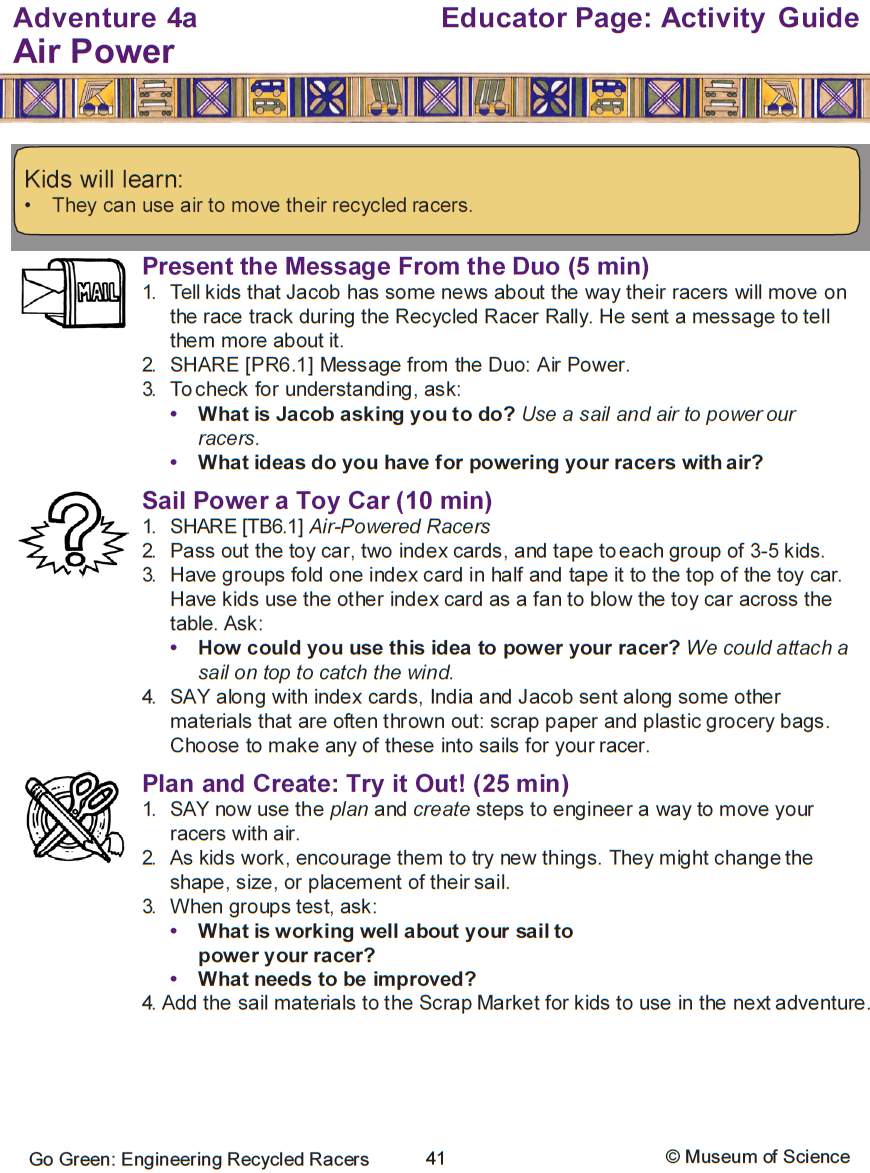 Adventure 4a
Educator Page: Activity Guide
Air Power
Kids will learn:
• They can use air to move their recycled racers.
MAIL
Present the Message From the Duo (5 min)
1. Tell kids that Jacob has some news about the way their racers will move on
the race track during the Recycled Racer Rally. He sent a message to tell
them more about it.
2. SHARE [PR6.1] Message from the Duo: Air Power.
3. To check for understanding, ask:
• What is Jacob asking you to do? Use a sail and air to power our
racers.
• What ideas do you have for powering your racers with air?
Sail Power a Toy Car (10 min)
1. SHARE [TB6.1] Air-Powered Racers
2. Pass out the toy car, two index cards, and tape to each group of 3-5 kids.
3. Have groups fold one index card in half and tape it to the top of the toy car.
Have kids use the other index card as a fan to blow the toy car across the
table. Ask:
• How could you use this idea to power your racer? We could attach a
sail on top to catch the wind.
4. SAY along with index cards, India and Jacob sent along some other
materials that are often thrown out: scrap paper and plastic grocery bags.
Choose to make any of these into sails for your racer.
Plan and Create: Try it Out! (25 min)
1. SAY now use the plan and create steps to engineer a way to move your
racers with air.
2. As kids work, encourage them to try new things. They might change the
shape, size, or placement of their sail.
3. When groups test, ask:
• What is working well about your sail to
power your racer?
• What needs to be improved?
4. Add the sail materials to the Scrap Market for kids to use in the next adventure.
Go Green: Engineering Recycled Racers
41
© Museum of Science